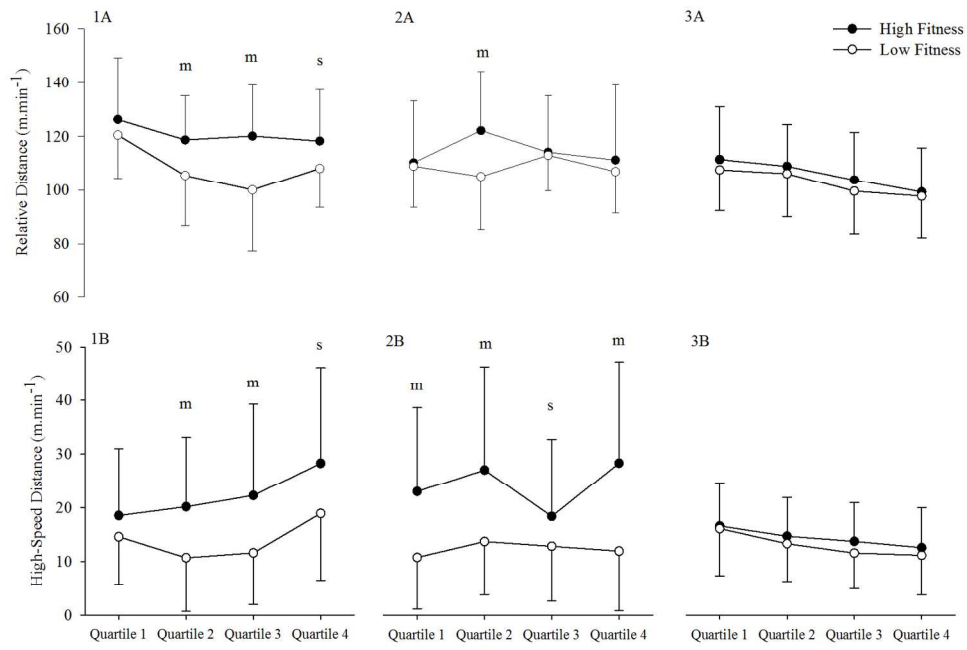 1A
2A
3A
High Fitness
Low Fitness
160
140
120
100
80
60
Relative Distance (m.min-1)
m
m
s
m
1B
2B
3B
50
40
30
20
10
0
High-Speed Distance (m.min-1)
m
m
s
m
m
s
m
Quartile 1 Quartile 2 Quartile 3 Quartile 4
Quartile 1 Quartile 2 Quartile 3 Quartile 4
Quartile 1 Quartile 2 Quartile 3 Quartile 4